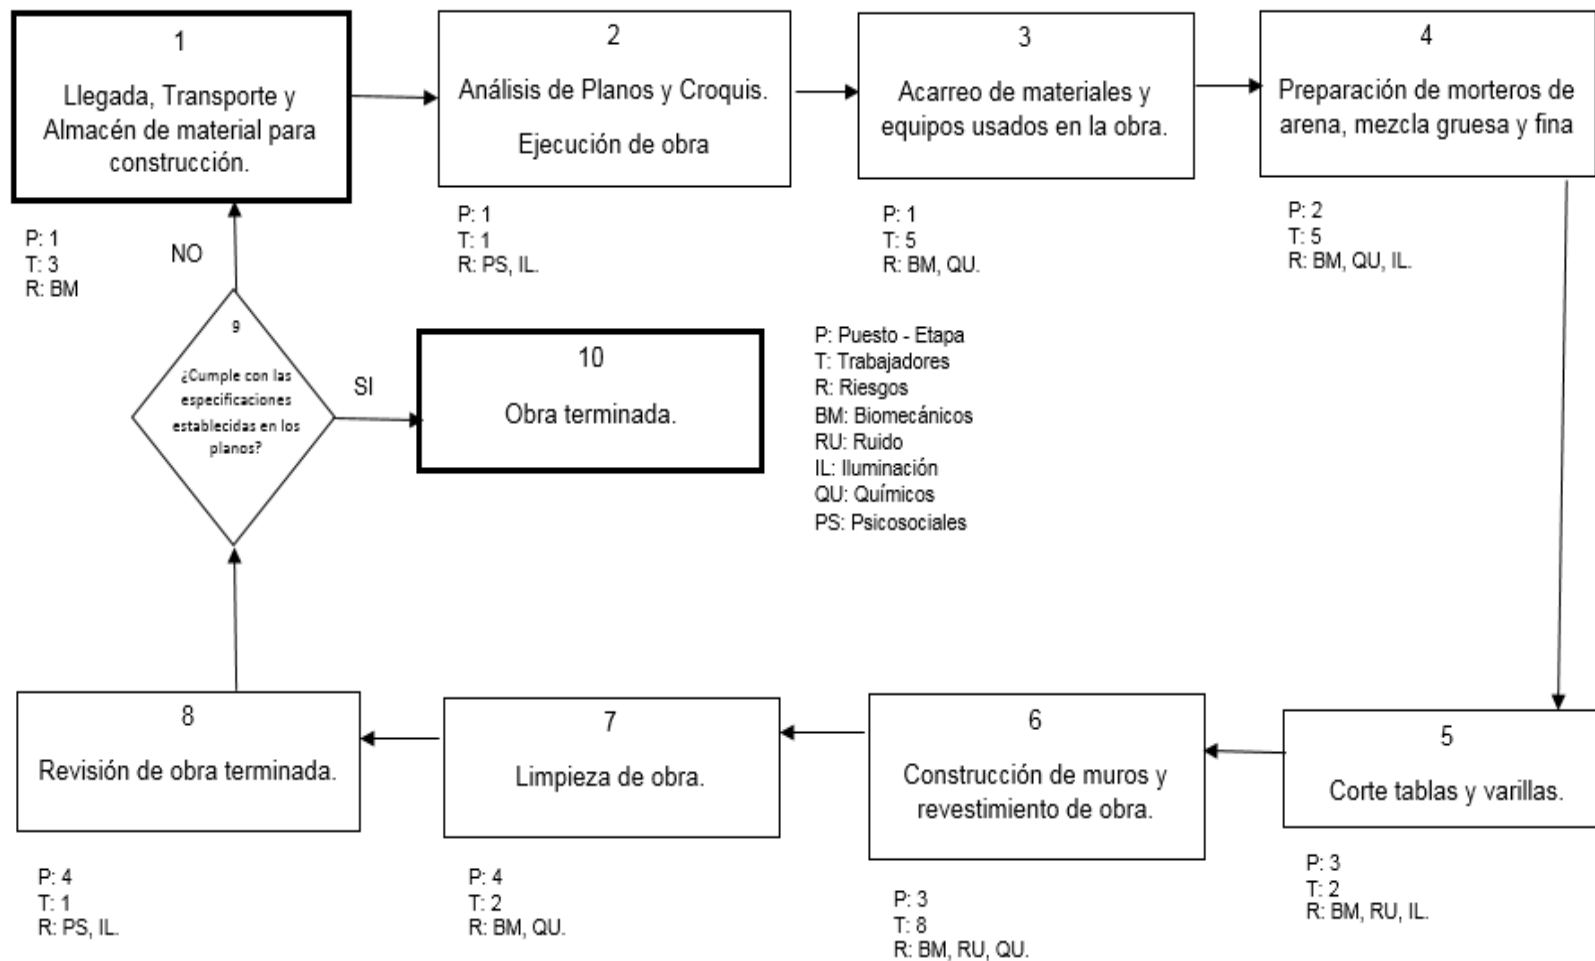 1
Llegada, Transporte y
Almacén de material para
construcción.
P: 1
T: 3
R: BM
2
Análisis de Planos y Croquis.
Ejecución de obra
P: 1
T: 1
R: PS, IL.
3
Acarreo de materiales y
equipos usados en la obra.
P: 1
T: 5
R: BM, QU.
4
Preparación de morteros de
arena, mezcla gruesa y fina
P: 2
T: 5
R: BM, QU, IL.
5
Corte tablas y varillas.
P: 3
T: 2
R: BM, RU, IL.
6
Construcción de muros y
revestimiento de obra.
P: 3
T: 8
R: BM, RU, QU.
7
Limpieza de obra.
P: 4
T: 2
R: BM, QU.
8
Revisión de obra terminada.
P: 4
T: 1
R: PS, IL.
9
¿Cumple con las
especificaciones
establecidas en los
planos?
NO
SI
10
Obra terminada.
P: Puesto - Etapa
T: Trabajadores
R: Riesgos
BM: Biomecánicos
RU: Ruido
IL: Iluminación
QU: Químicos
PS: Psicosociales